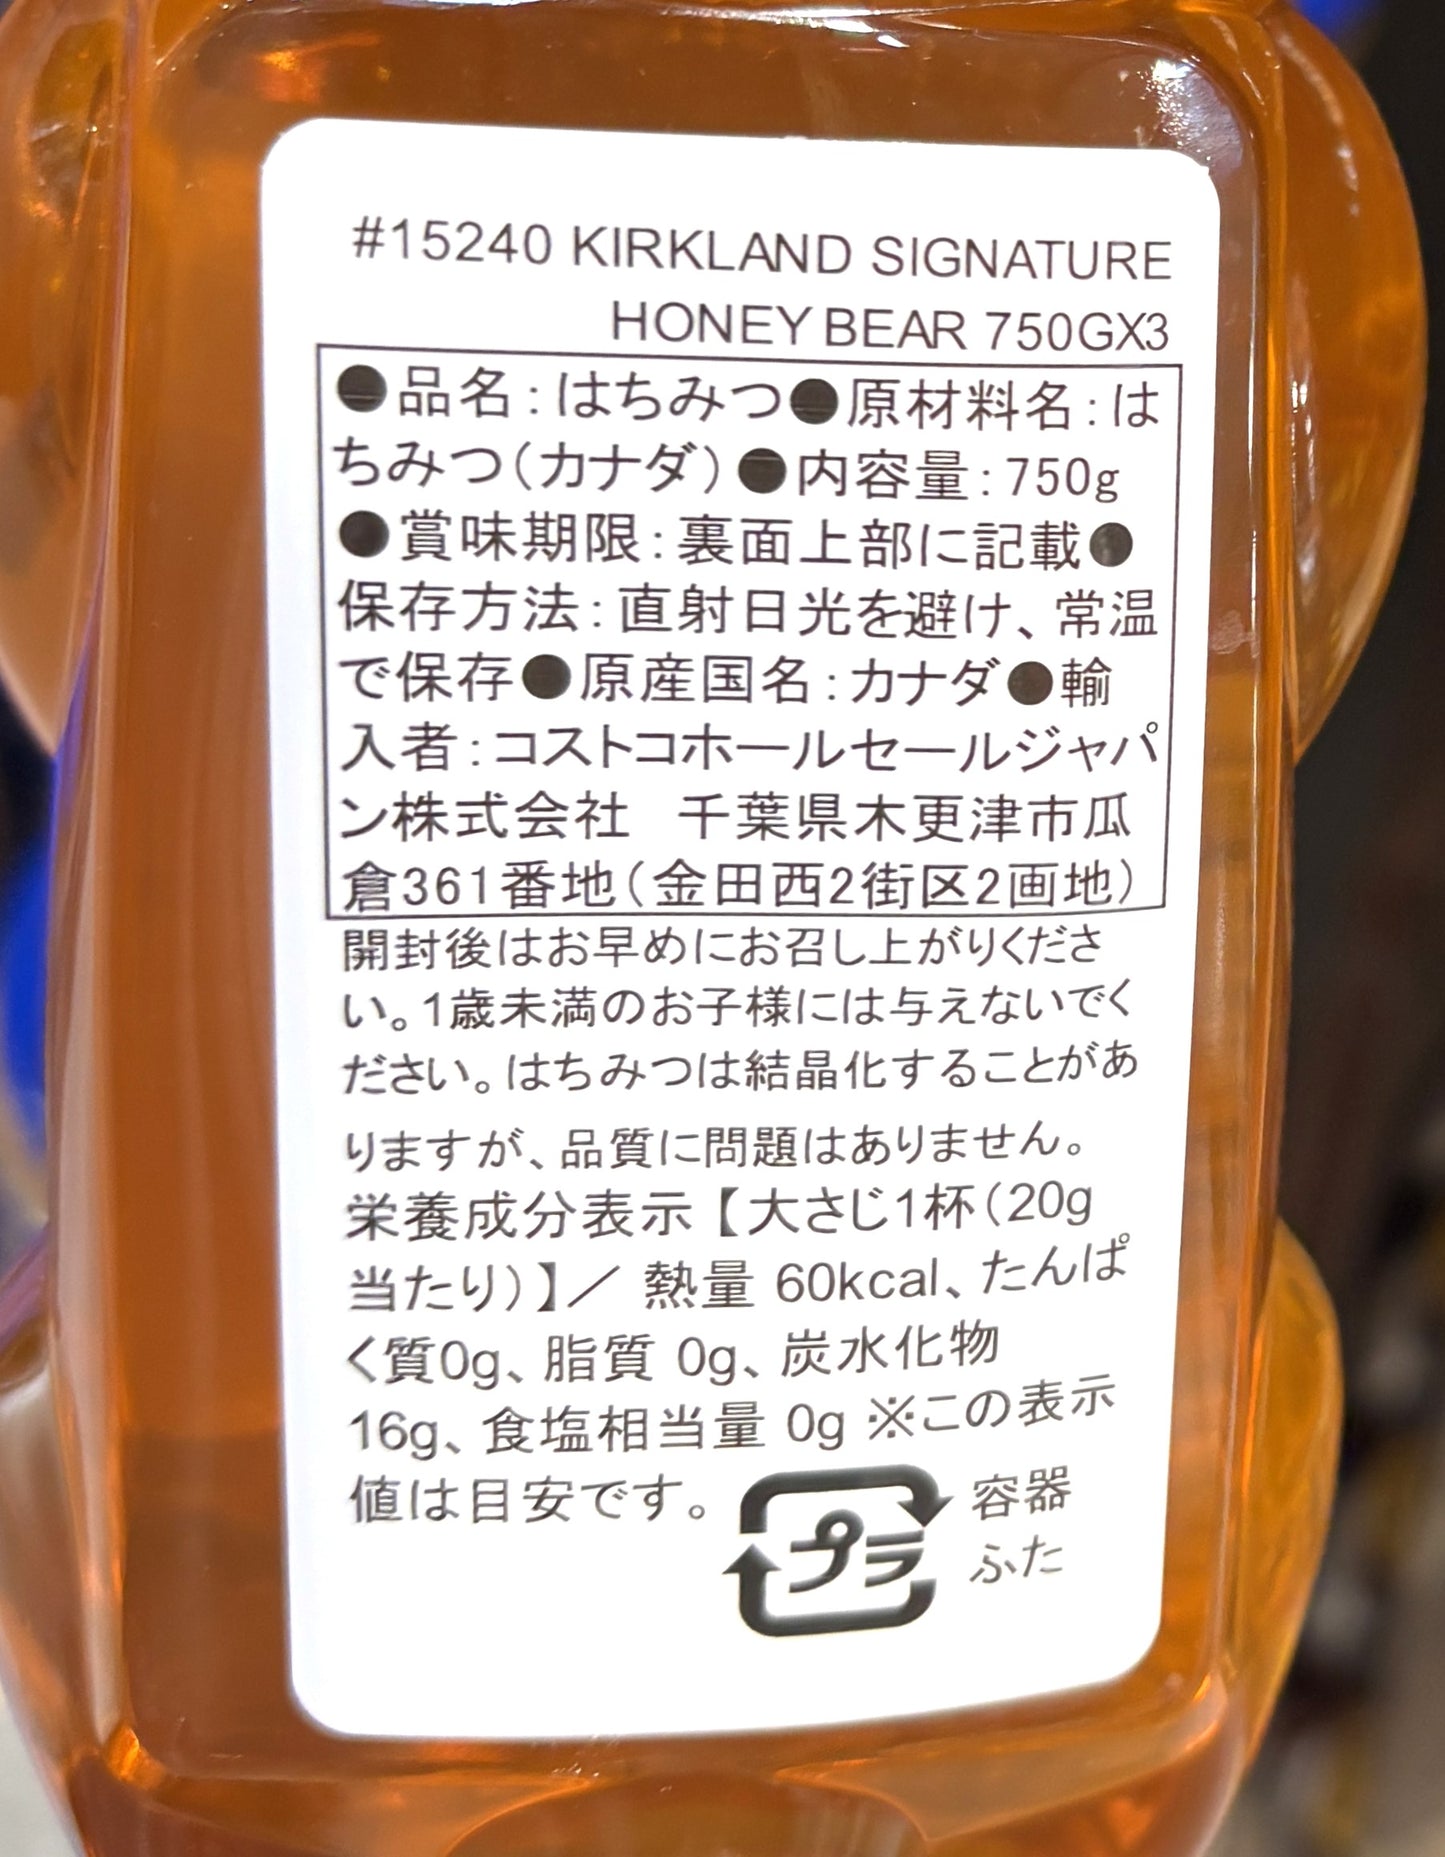 #15240 KIRKLAND SIGNATURE
HONEY BEAR 750GX3
●品名:はちみつ●原材料名:は
ちみつ(カナダ)●内容量:750g
●賞味期限:裏面上部に記載●
保存方法:直射日光を避け、常温
で保存●原産国名:カナダ●輸
入者:コストコホールセールジャパ
ン株式会社 千葉県木更津市瓜
倉361番地(金田西2街区2画地)
開封後はお早めにお召し上がりくださ
い。1歳未満のお子様には与えないでく
ださい。はちみつは結晶化することがあ
りますが、品質に問題はありません。
栄養成分表示【大さじ1杯(20g
当たり)】/ 熱量 60kcal、たんぱ
く質0g、脂質 0g、炭水化物
16g、食塩相当量 0g ※この表示
値は目安です。
プラ
容器
ふた